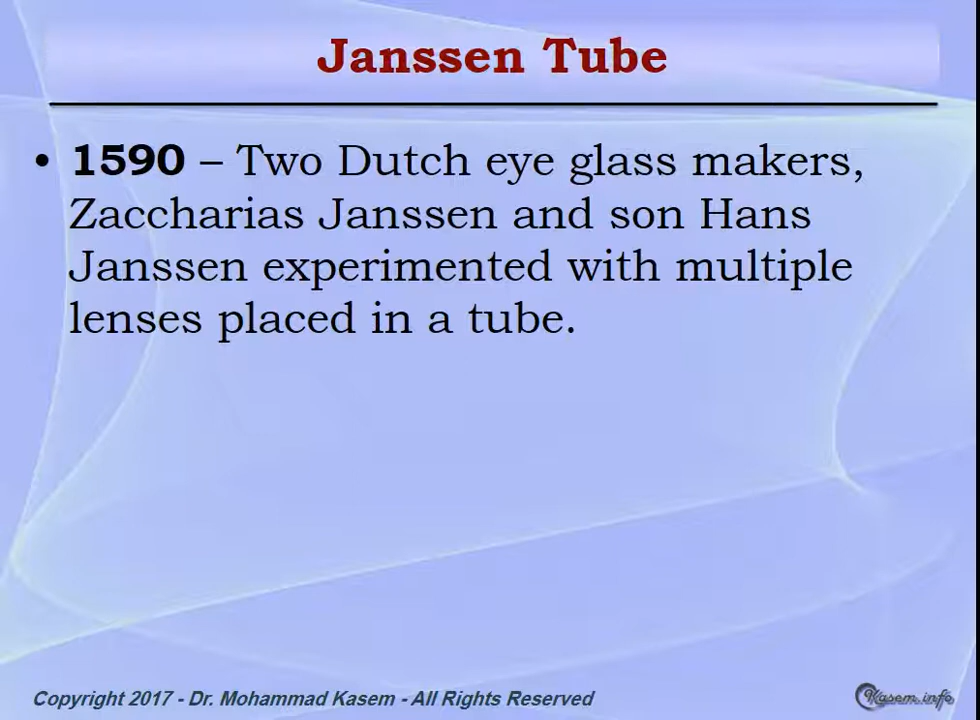 Janssen Tube
• 1590 – Two Dutch eye glass makers,
Zaccharias Janssen and son Hans
Janssen experimented with multiple
lenses placed in a tube.
Copyright 2017 - Dr. Mohammad Kasem - All Rights Reserved
Kasem.info